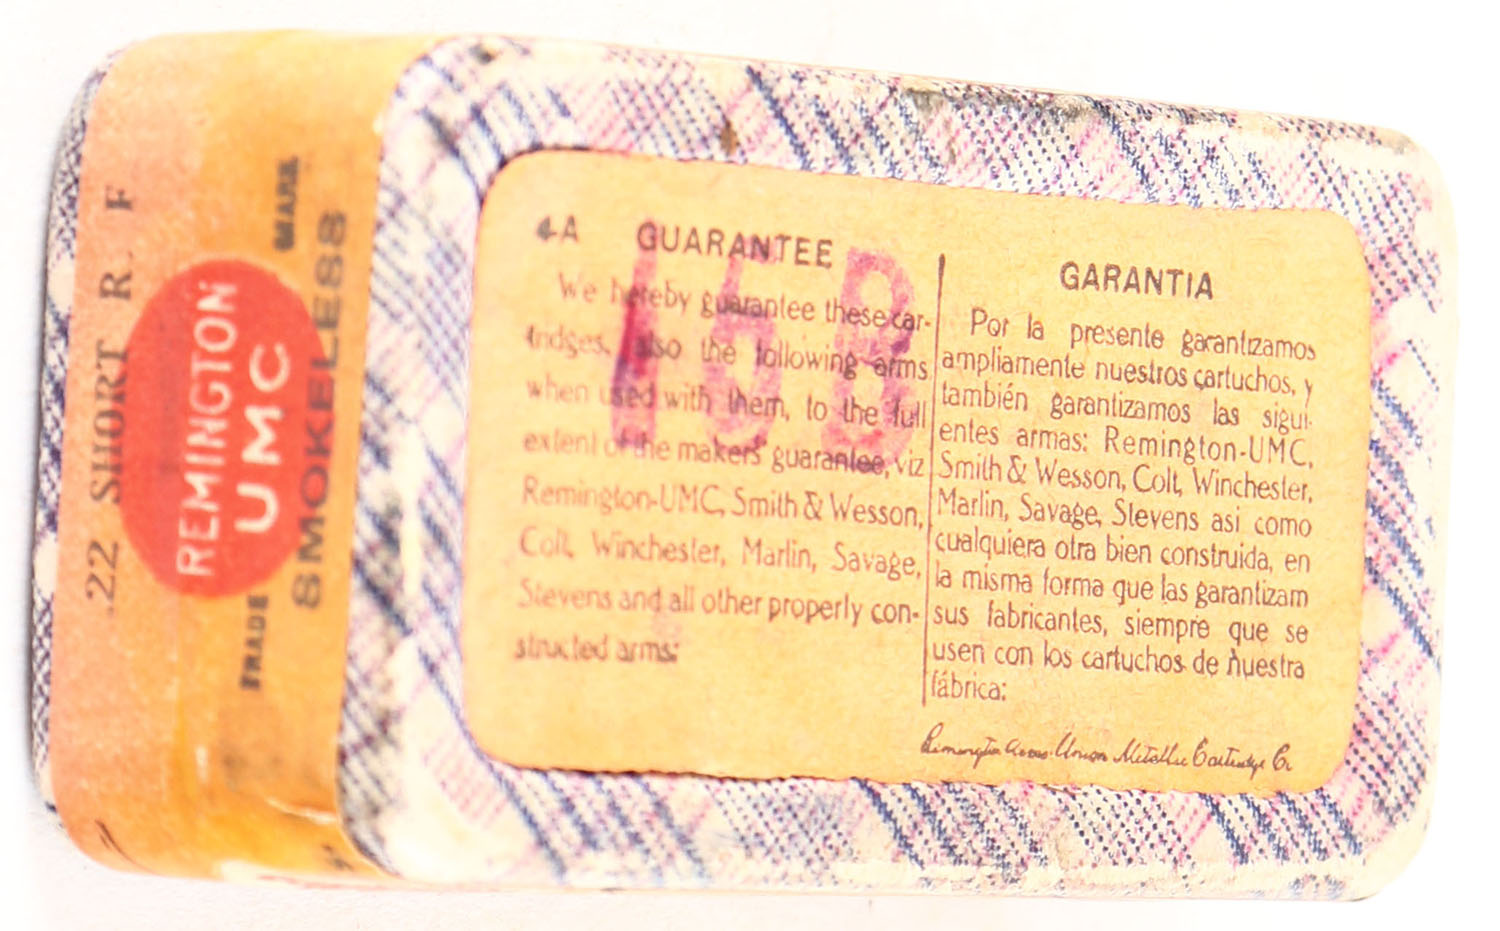 .22 SHORT R. F
REMINGTON
UMC
TRADE MARK
SMOKELESS
4-A GUARANTEE
We hereby guarantee these car-
tridges, also the following arms
when used with them, to the full
extent of the makers' guarantee, viz
Remington-UMC, Smith & Wesson,
Colt, Winchester, Marlin, Savage,
Stevens and all other properly con-
structed arms:
16B
GARANTIA
Por la presente garantizamos
ampliamente nuestros cartuchos, y
también garantizamos las sigui-
entes armas: Remington-UMC,
Smith & Wesson, Colt, Winchester,
Marlin, Savage, Stevens asi como
cualquiera otra bien construida, en
la misma forma que las garantizam
sus fabricantes, siempre que se
usen con los cartuchos de nuestra
fábrica:
Remington Arms-Union Metallic Cartridge Co